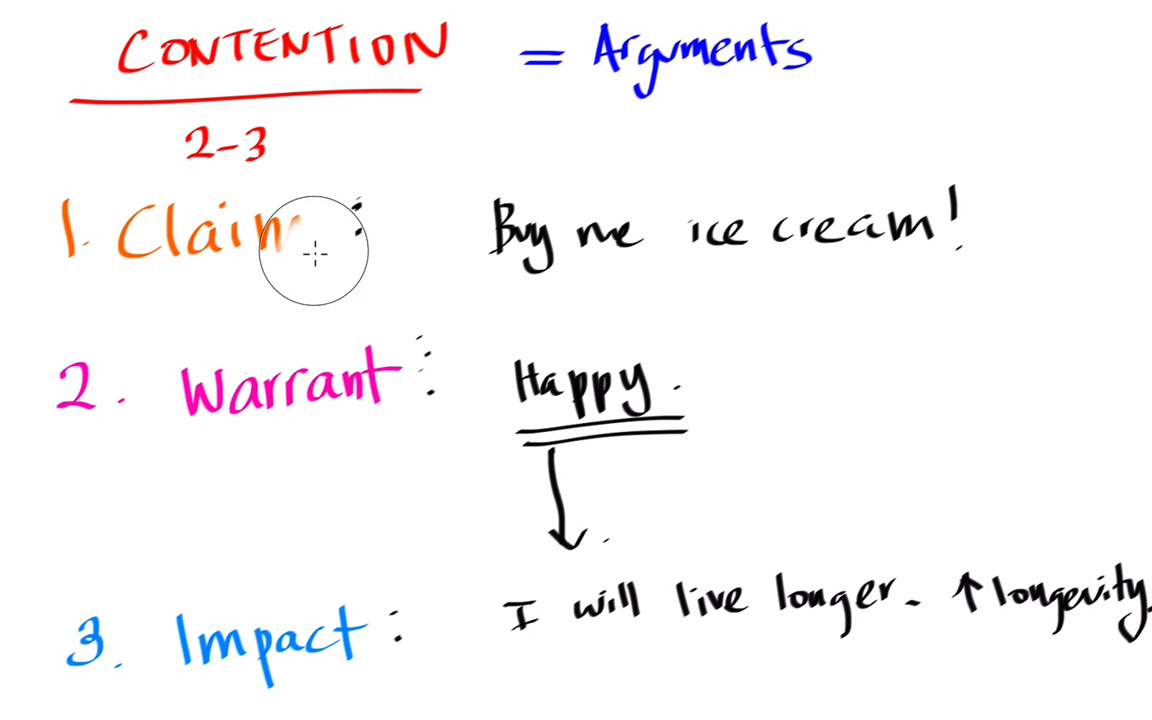 CONTENTION = Arguments
2-3
1. Claim : Buy me ice cream!
2. Warrant : Happy.
3. Impact : I will live longer. ↑ longevity.